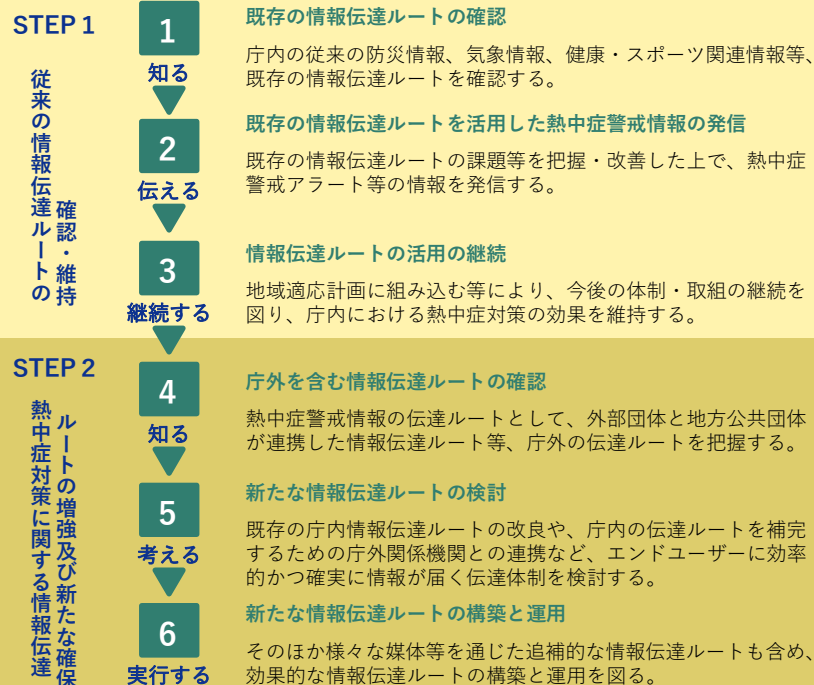 STEP 1
従来の情報伝達ルートの
確認・維持
1
知る
既存の情報伝達ルートの確認
庁内の従来の防災情報、気象情報、健康・スポーツ関連情報等、
既存の情報伝達ルートを確認する。
2
伝える
既存の情報伝達ルートを活用した熱中症警戒情報の発信
既存の情報伝達ルートの課題等を把握・改善した上で、熱中症
警戒アラート等の情報を発信する。
3
継続する
情報伝達ルートの活用の継続
地域適応計画に組み込む等により、今後の体制・取組の継続を
図り、庁内における熱中症対策の効果を維持する。
STEP 2
熱中症対策に関する情報伝達
ルートの増強及び新たな確保
4
知る
庁外を含む情報伝達ルートの確認
熱中症警戒情報の伝達ルートとして、外部団体と地方公共団体
が連携した情報伝達ルート等、庁外の伝達ルートを把握する。
5
考える
新たな情報伝達ルートの検討
既存の庁内情報伝達ルートの改良や、庁内の伝達ルートを補完
するための庁外関係機関との連携など、エンドユーザーに効率
的かつ確実に情報が届く伝達体制を検討する。
6
実行する
新たな情報伝達ルートの構築と運用
そのほか様々な媒体等を通じた追補的な情報伝達ルートも含め、
効果的な情報伝達ルートの構築と運用を図る。